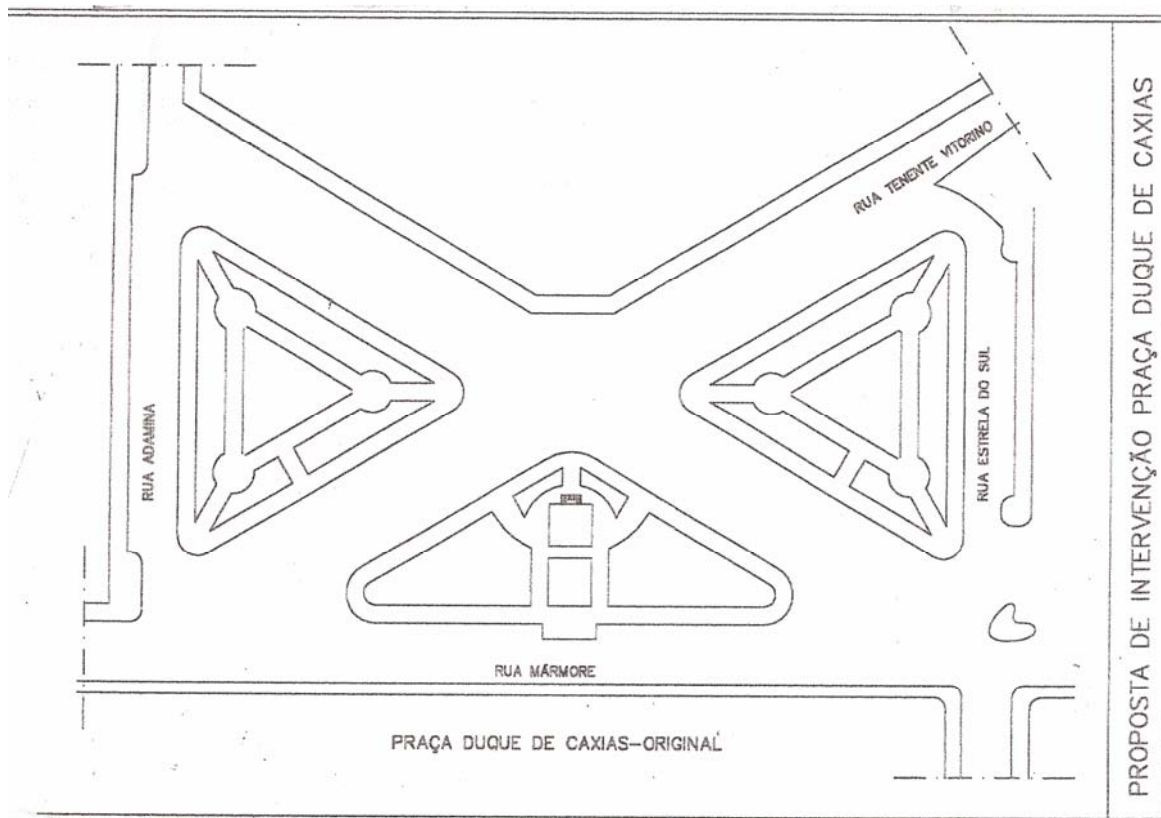 RUA TENENTE VITORINO
RUA ADAMINA
RUA ESTRELA DO SUL
RUA MÁRMORE
PRAÇA DUQUE DE CAXIAS-ORIGINAL
PROPOSTA DE INTERVENÇÃO PRAÇA DUQUE DE CAXIAS